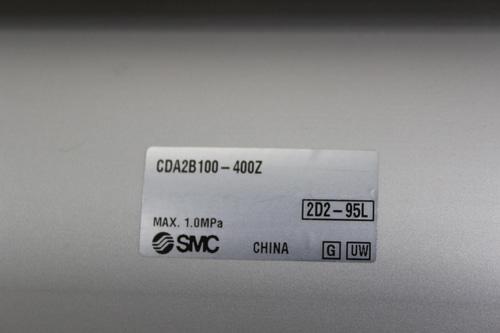 CDA2B100-400Z
2D2-95L
MAX. 1.0MPa
SMC CHINA G UW